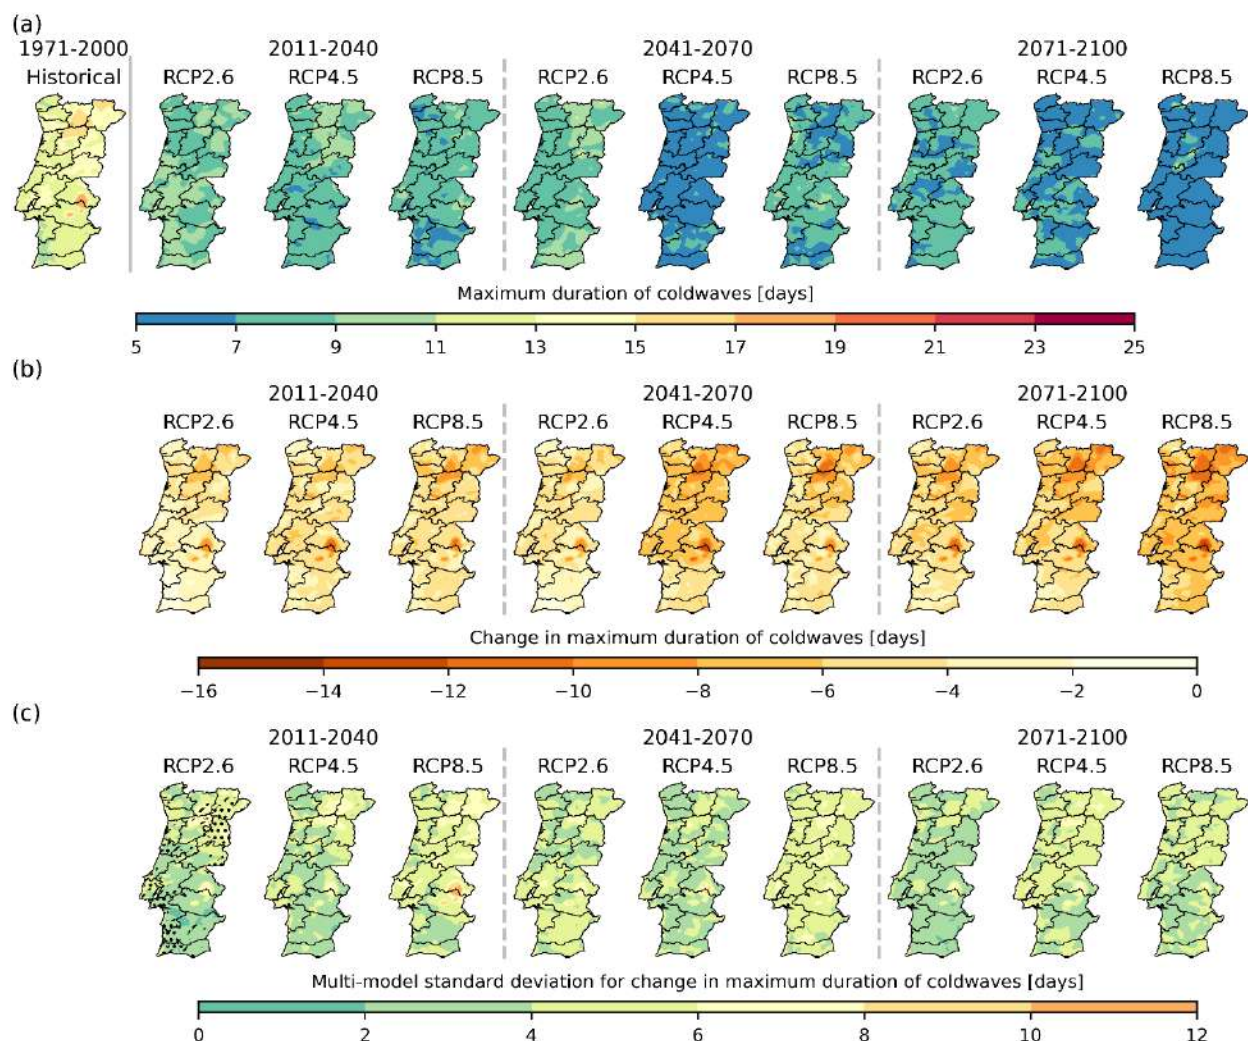 (a)
1971-2000 2011-2040 2041-2070 2071-2100
Historical RCP2.6 RCP4.5 RCP8.5 RCP2.6 RCP4.5 RCP8.5 RCP2.6 RCP4.5 RCP8.5
Maximum duration of coldwaves [days]
5 7 9 11 13 15 17 19 21 23 25
(b)
2011-2040 2041-2070 2071-2100
RCP2.6 RCP4.5 RCP8.5 RCP2.6 RCP4.5 RCP8.5 RCP2.6 RCP4.5 RCP8.5
Change in maximum duration of coldwaves [days]
−16 −14 −12 −10 −8 −6 −4 −2 0
(c)
2011-2040 2041-2070 2071-2100
RCP2.6 RCP4.5 RCP8.5 RCP2.6 RCP4.5 RCP8.5 RCP2.6 RCP4.5 RCP8.5
Multi-model standard deviation for change in maximum duration of coldwaves [days]
0 2 4 6 8 10 12